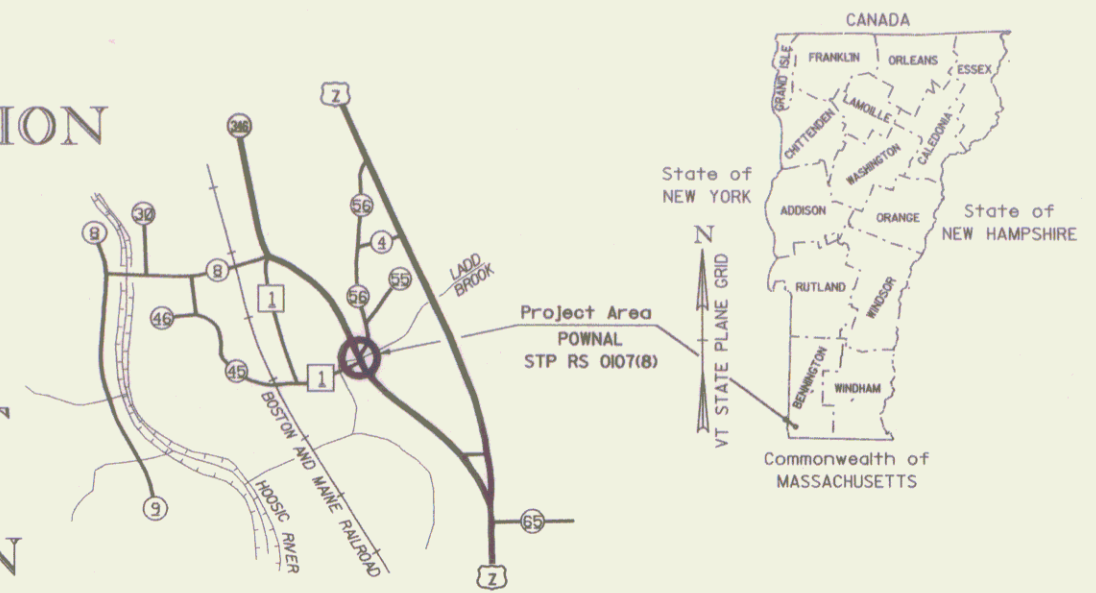 ION
N
346
30
8
8
1
46
45
1
56
4
56
55
LADD
BROOK
BOSTON AND MAINE RAILROAD
HOOSIC RIVER
9
65
Project Area
POWNAL
STP RS 0107(8)
N
VT STATE PLANE GRID
CANADA
GRAND ISLE
FRANKLIN
ORLEANS
ESSEX
LAMOILLE
CHITTENDEN
WASHINGTON
CALEDONIA
State of
NEW YORK
ADDISON
ORANGE
State of
NEW HAMPSHIRE
RUTLAND
WINDSOR
BENNINGTON
WINDHAM
Commonwealth of
MASSACHUSETTS